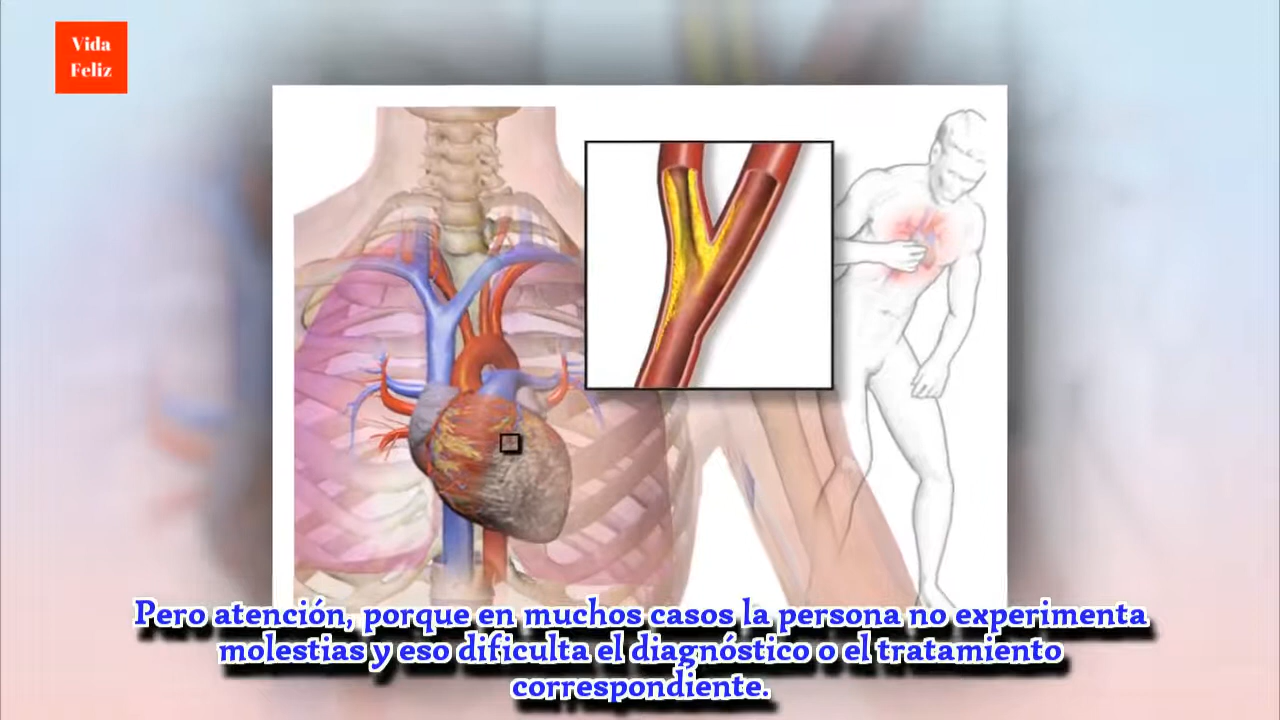 Vida
Feliz
Pero atención, porque en muchos casos la persona no experimenta
molestias y eso dificulta el diagnóstico o el tratamiento
correspondiente.